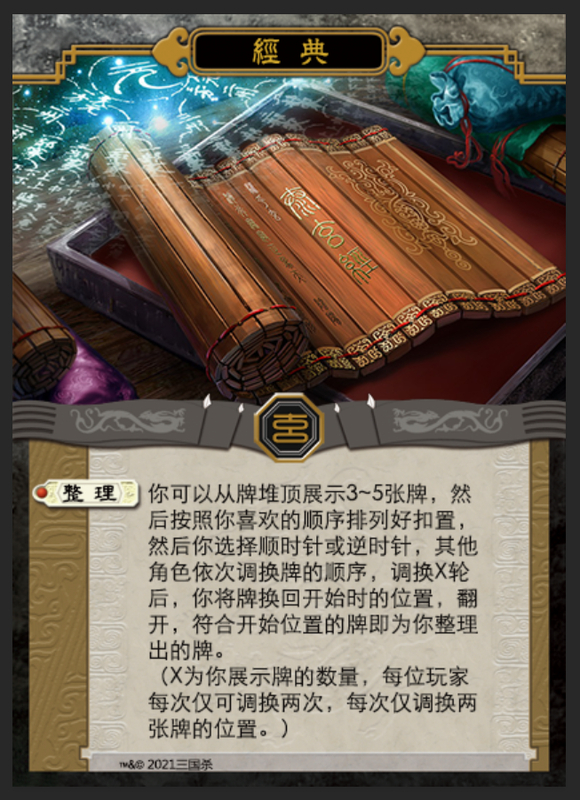 經典
整理
你可以从牌堆顶展示3~5张牌，然
后按照你喜欢的顺序排列好扣置，
然后你选择顺时针或逆时针，其他
角色依次调换牌的顺序，调换X轮
后，你将牌换回开始时的位置，翻
开，符合开始位置的牌即为你整理
出的牌。
（X为你展示牌的数量，每位玩家
每次仅可调换两次，每次仅调换两
张牌的位置。）
™&© 2021三国杀